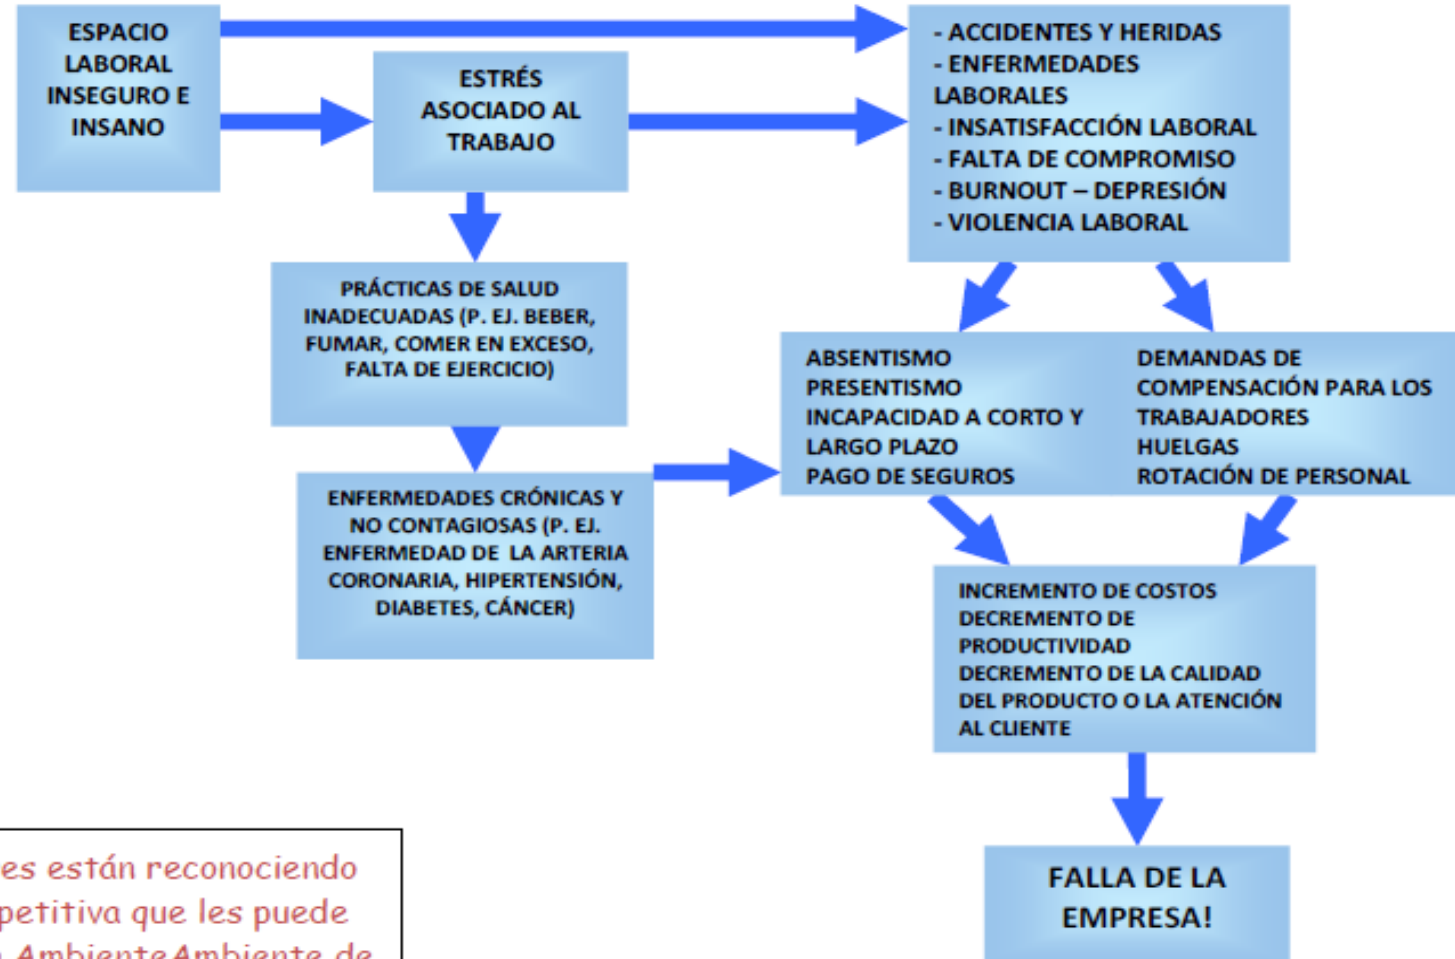 ESPACIO
LABORAL
INSEGURO E
INSANO
ESTRÉS
ASOCIADO AL
TRABAJO
- ACCIDENTES Y HERIDAS
- ENFERMEDADES
LABORALES
- INSATISFACCIÓN LABORAL
- FALTA DE COMPROMISO
- BURNOUT – DEPRESIÓN
- VIOLENCIA LABORAL
PRÁCTICAS DE SALUD
INADECUADAS (P. EJ. BEBER,
FUMAR, COMER EN EXCESO,
FALTA DE EJERCICIO)
ABSENTISMO
PRESENTISMO
INCAPACIDAD A CORTO Y
LARGO PLAZO
PAGO DE SEGUROS
DEMANDAS DE
COMPENSACIÓN PARA LOS
TRABAJADORES
HUELGAS
ROTACIÓN DE PERSONAL
ENFERMEDADES CRÓNICAS Y
NO CONTAGIOSAS (P. EJ.
ENFERMEDAD DE LA ARTERIA
CORONARIA, HIPERTENSIÓN,
DIABETES, CÁNCER)
INCREMENTO DE COSTOS
DECREMENTO DE
PRODUCTIVIDAD
DECREMENTO DE LA CALIDAD
DEL PRODUCTO O LA ATENCIÓN
AL CLIENTE
FALLA DE LA
EMPRESA!
es están reconociendo
petitiva que les puede
AmbienteAmbiente de